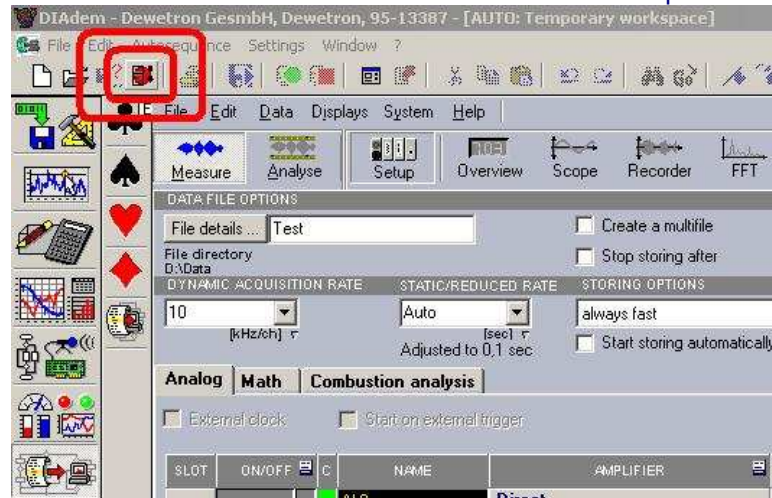 DIAdem - Dewetron GesmbH, Dewetron, 95-13387 - [AUTO: Temporary workspace]
File Edit Autosequence Settings Window ?
File Edit Data Displays System Help
Measure Analyse Setup Overview Scope Recorder FFT
DATA FILE OPTIONS
File details ... Test Create a multifile
File directory Stop storing after
D:\Data
DYNAMIC ACQUISITION RATE STATIC/REDUCED RATE STORING OPTIONS
10 Auto always fast
[kHz/ch] [sec] Start storing automatically
Adjusted to 0,1 sec
Analog Math Combustion analysis
External clock Start on external trigger
SLOT ON/OFF C NAME AMPLIFIER
Direct